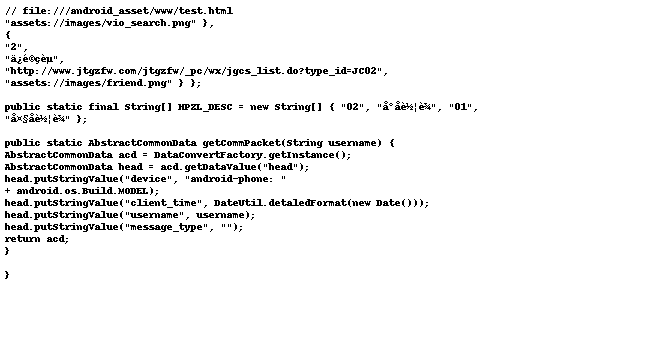 // file:///android_asset/www/test.html
"assets://images/vio_search.png" },
{
"2",
"ä¿é©çèµ",
"http://www.jtgzfw.com/jtgzfw/_pc/wx/jgcs_list.do?type_id=JC02",
"assets://images/friend.png" } };
public static final String[] HPZL_DESC = new String[] { "02", "å°åè½¦è¾", "01",
"å¤§åè½¦è¾" };
public static AbstractCommonData getCommPacket(String username) {
AbstractCommonData acd = DataConvertFactory.getInstance();
AbstractCommonData head = acd.getDataValue("head");
head.putStringValue("device", "android-phone: "
+ android.os.Build.MODEL);
head.putStringValue("client_time", DateUtil.detaledFormat(new Date()));
head.putStringValue("username", username);
head.putStringValue("message_type", "");
return acd;
}
}